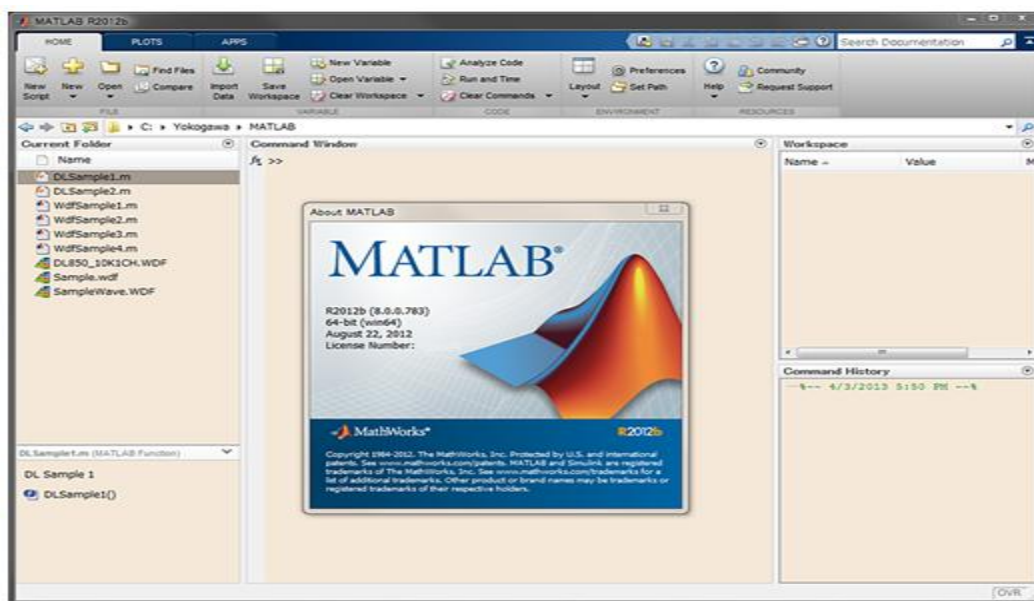 MATLAB R2012b
HOME PLOTS APPS
Search Documentation
New Script
New
Open
Find Files
Compare
Import Data
Save Workspace
New Variable
Open Variable
Clear Workspace
Analyze Code
Run and Time
Clear Commands
Layout
Preferences
Set Path
Help
Community
Request Support
FILE VARIABLE CODE ENVIRONMENT RESOURCES
C: Yokogawa MATLAB
Current Folder
Name
DLSample1.m
DLSample2.m
WdfSample1.m
WdfSample2.m
WdfSample3.m
WdfSample4.m
DL850_10K1CH.WDF
Sample.wdf
SampleWave.WDF
DLSample1.m (MATLAB Function)
DL Sample 1
DLSample1()
Command Window
fx >>
About MATLAB
MATLAB®
R2012b (8.0.0.783)
64-bit (win64)
August 22, 2012
License Number:
MathWorks®
R2012b
Copyright 1984-2012, The MathWorks, Inc. Protected by U.S. and international
patents. See www.mathworks.com/patents. MATLAB and Simulink are registered
trademarks of The MathWorks, Inc. See www.mathworks.com/trademarks for a
list of additional trademarks. Other product or brand names may be trademarks or
registered trademarks of their respective holders.
Workspace
Name Value M
Command History
%-- 4/3/2013 5:50 PM --%
OVR